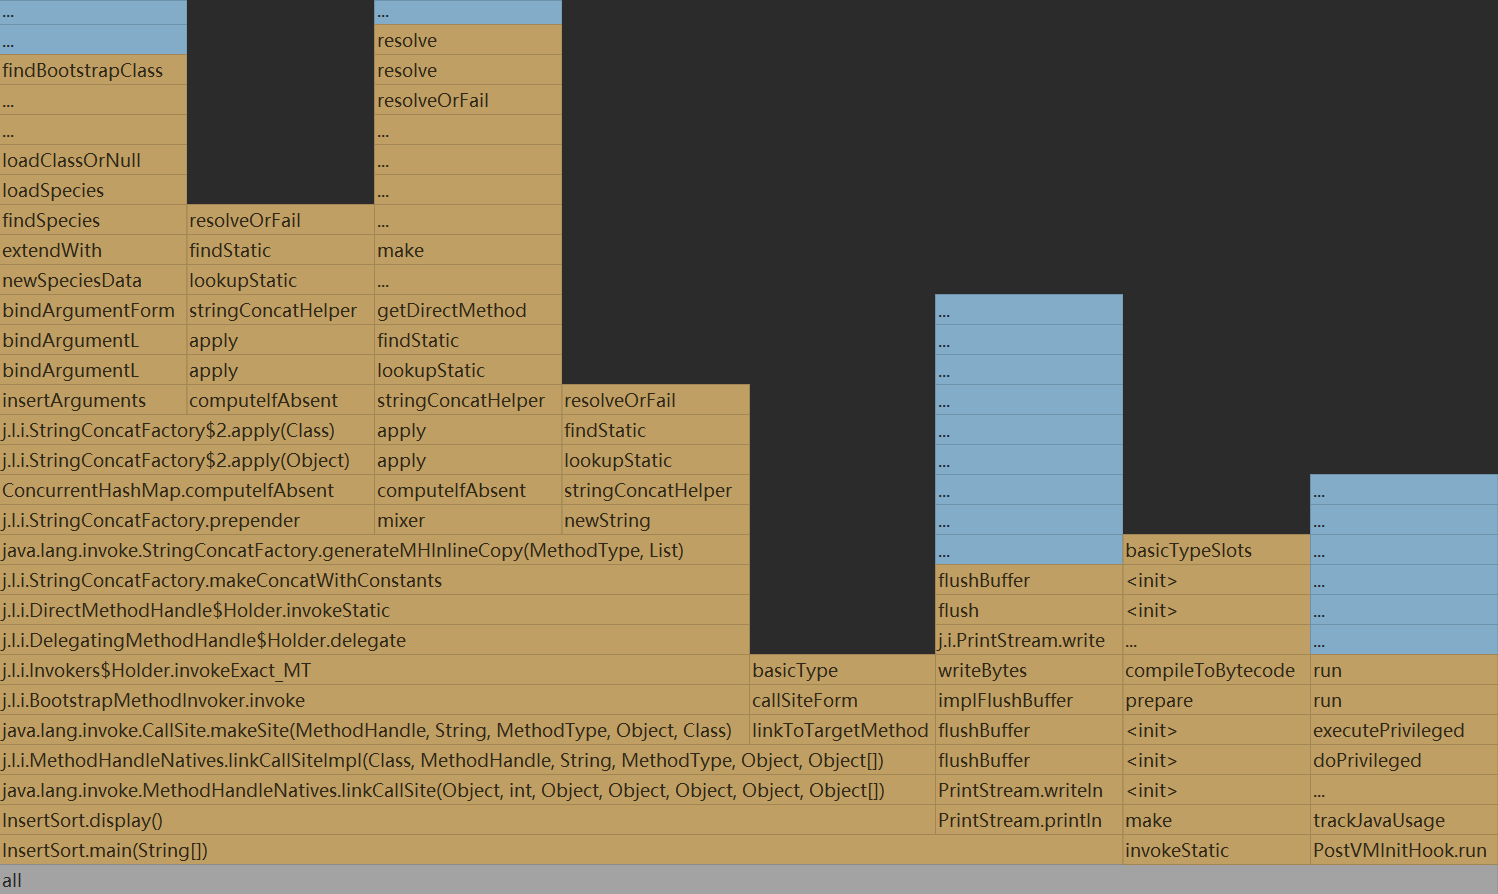 ... ...
... resolve
findBootstrapClass resolve
... resolveOrFail
... ...
loadClassOrNull ...
loadSpecies ...
findSpecies resolveOrFail ...
extendWith findStatic make
newSpeciesData lookupStatic ...
bindArgumentForm stringConcatHelper getDirectMethod ...
bindArgumentL apply findStatic ...
bindArgumentL apply lookupStatic ...
insertArguments computeIfAbsent stringConcatHelper resolveOrFail ...
j.l.i.StringConcatFactory$2.apply(Class) apply findStatic ...
j.l.i.StringConcatFactory$2.apply(Object) apply lookupStatic ...
ConcurrentHashMap.computeIfAbsent computeIfAbsent stringConcatHelper ... ...
j.l.i.StringConcatFactory.prepender mixer newString ... ...
java.lang.invoke.StringConcatFactory.generateMHInlineCopy(MethodType, List) ... basicTypeSlots ...
j.l.i.StringConcatFactory.makeConcatWithConstants flushBuffer <init> ...
j.l.i.DirectMethodHandle$Holder.invokeStatic flush <init> ...
j.l.i.DelegatingMethodHandle$Holder.delegate j.i.PrintStream.write ... ...
j.l.i.Invokers$Holder.invokeExact_MT basicType writeBytes compileToBytecode run
j.l.i.BootstrapMethodInvoker.invoke callSiteForm implFlushBuffer prepare run
java.lang.invoke.CallSite.makeSite(MethodHandle, String, MethodType, Object, Class) linkToTargetMethod flushBuffer <init> executePrivileged
j.l.i.MethodHandleNatives.linkCallSiteImpl(Class, MethodHandle, String, MethodType, Object, Object[]) flushBuffer <init> doPrivileged
java.lang.invoke.MethodHandleNatives.linkCallSite(Object, int, Object, Object, Object, Object, Object[]) PrintStream.writeln <init> ...
InsertSort.display() PrintStream.println make trackJavaUsage
InsertSort.main(String[]) invokeStatic PostVMInitHook.run
all